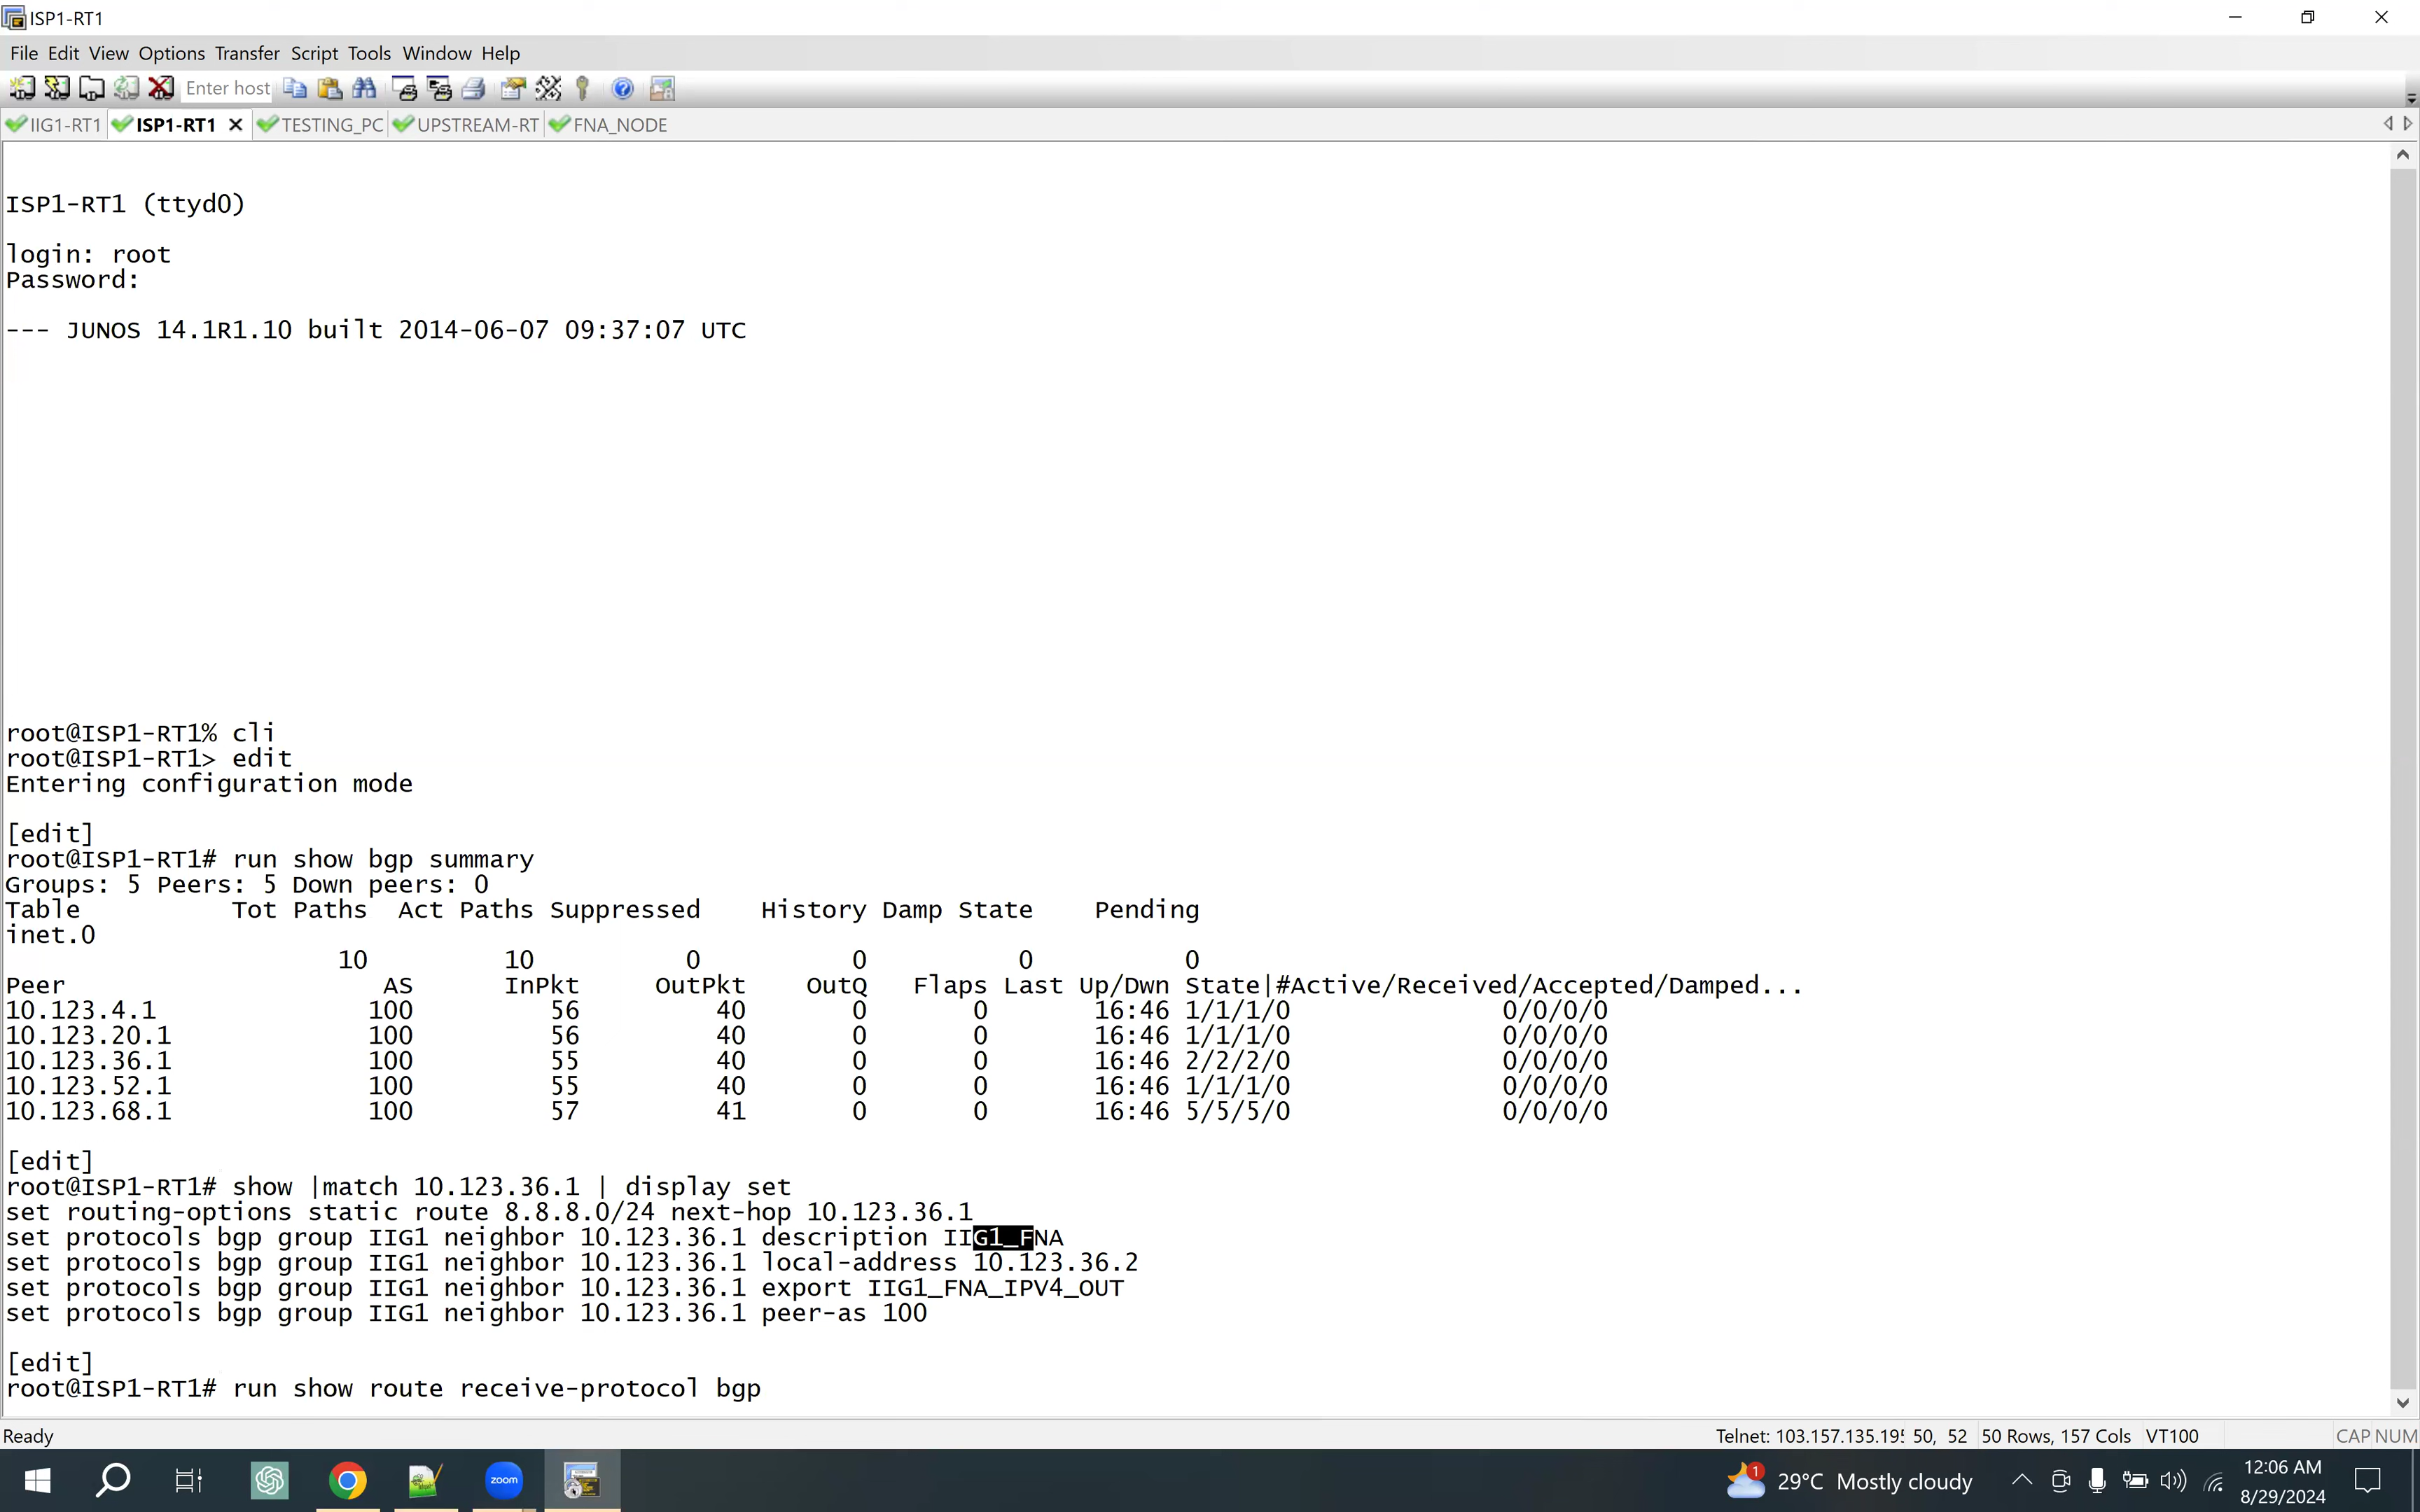 ISP1-RT1
File Edit View Options Transfer Script Tools Window Help
Enter host
IIG1-RT1 ISP1-RT1 TESTING_PC UPSTREAM-RT FNA_NODE
ISP1-RT1 (ttyd0)
login: root
Password:
--- JUNOS 14.1R1.10 built 2014-06-07 09:37:07 UTC
root@ISP1-RT1% cli
root@ISP1-RT1> edit
Entering configuration mode
[edit]
root@ISP1-RT1# run show bgp summary
Groups: 5 Peers: 5 Down peers: 0
Table Tot Paths Act Paths Suppressed History Damp State Pending
inet.0
10 10 0 0 0 0
Peer AS InPkt OutPkt OutQ Flaps Last Up/Dwn State|#Active/Received/Accepted/Damped...
10.123.4.1 100 56 40 0 0 16:46 1/1/1/0 0/0/0/0
10.123.20.1 100 56 40 0 0 16:46 1/1/1/0 0/0/0/0
10.123.36.1 100 55 40 0 0 16:46 2/2/2/0 0/0/0/0
10.123.52.1 100 55 40 0 0 16:46 1/1/1/0 0/0/0/0
10.123.68.1 100 57 41 0 0 16:46 5/5/5/0 0/0/0/0
[edit]
root@ISP1-RT1# show |match 10.123.36.1 | display set
set routing-options static route 8.8.8.0/24 next-hop 10.123.36.1
set protocols bgp group IIG1 neighbor 10.123.36.1 description IIG1_FNA
set protocols bgp group IIG1 neighbor 10.123.36.1 local-address 10.123.36.2
set protocols bgp group IIG1 neighbor 10.123.36.1 export IIG1_FNA_IPV4_OUT
set protocols bgp group IIG1 neighbor 10.123.36.1 peer-as 100
[edit]
root@ISP1-RT1# run show route receive-protocol bgp
Ready Telnet: 103.157.135.195 50, 52 50 Rows, 157 Cols VT100 CAP NUM
zoom 1 29°C Mostly cloudy 12:06 AM
8/29/2024